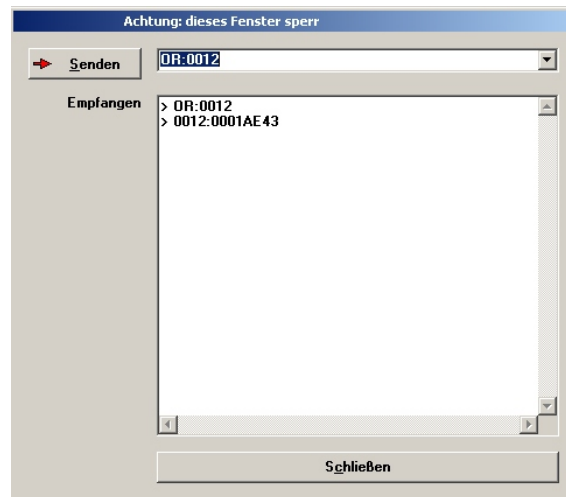 Achtung: dieses Fenster sperr
Senden OR:0012
Empfangen > OR:0012
> 0012:0001AE43
Schließen